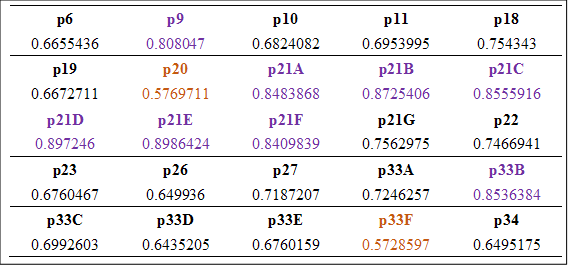 p6 p9 p10 p11 p18
0.6655436 0.808047 0.6824082 0.6953995 0.754343
p19 p20 p21A p21B p21C
0.6672711 0.5769711 0.8483868 0.8725406 0.8555916
p21D p21E p21F p21G p22
0.897246 0.8986424 0.8409839 0.7562975 0.7466941
p23 p26 p27 p33A p33B
0.6760467 0.649936 0.7187207 0.7246257 0.8536384
p33C p33D p33E p33F p34
0.6992603 0.6435205 0.6760159 0.5728597 0.6495175